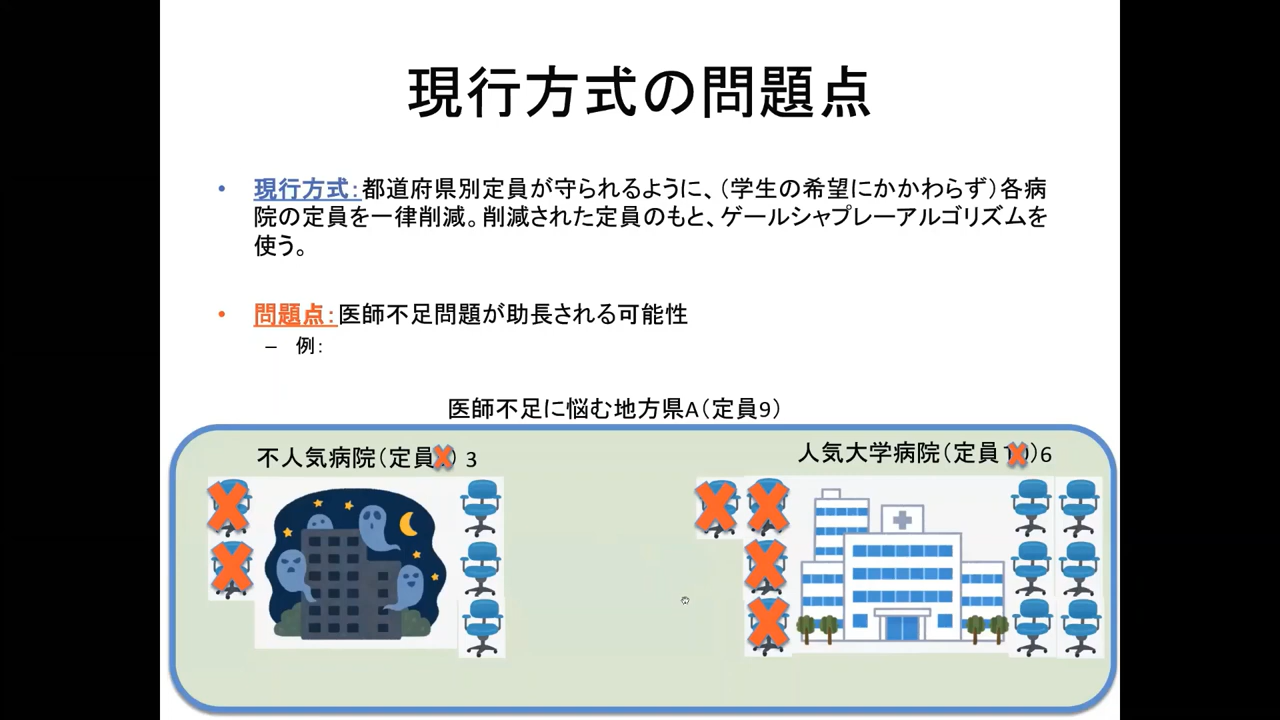 現行方式の問題点
• 現行方式：都道府県別定員が守られるように、（学生の希望にかかわらず）各病
院の定員を一律削減。削減された定員のもと、ゲールシャプレーアルゴリズムを
使う。
• 問題点：医師不足問題が助長される可能性
– 例：
医師不足に悩む地方県A（定員9）
不人気病院（定員 ）3
人気大学病院（定員 ）6